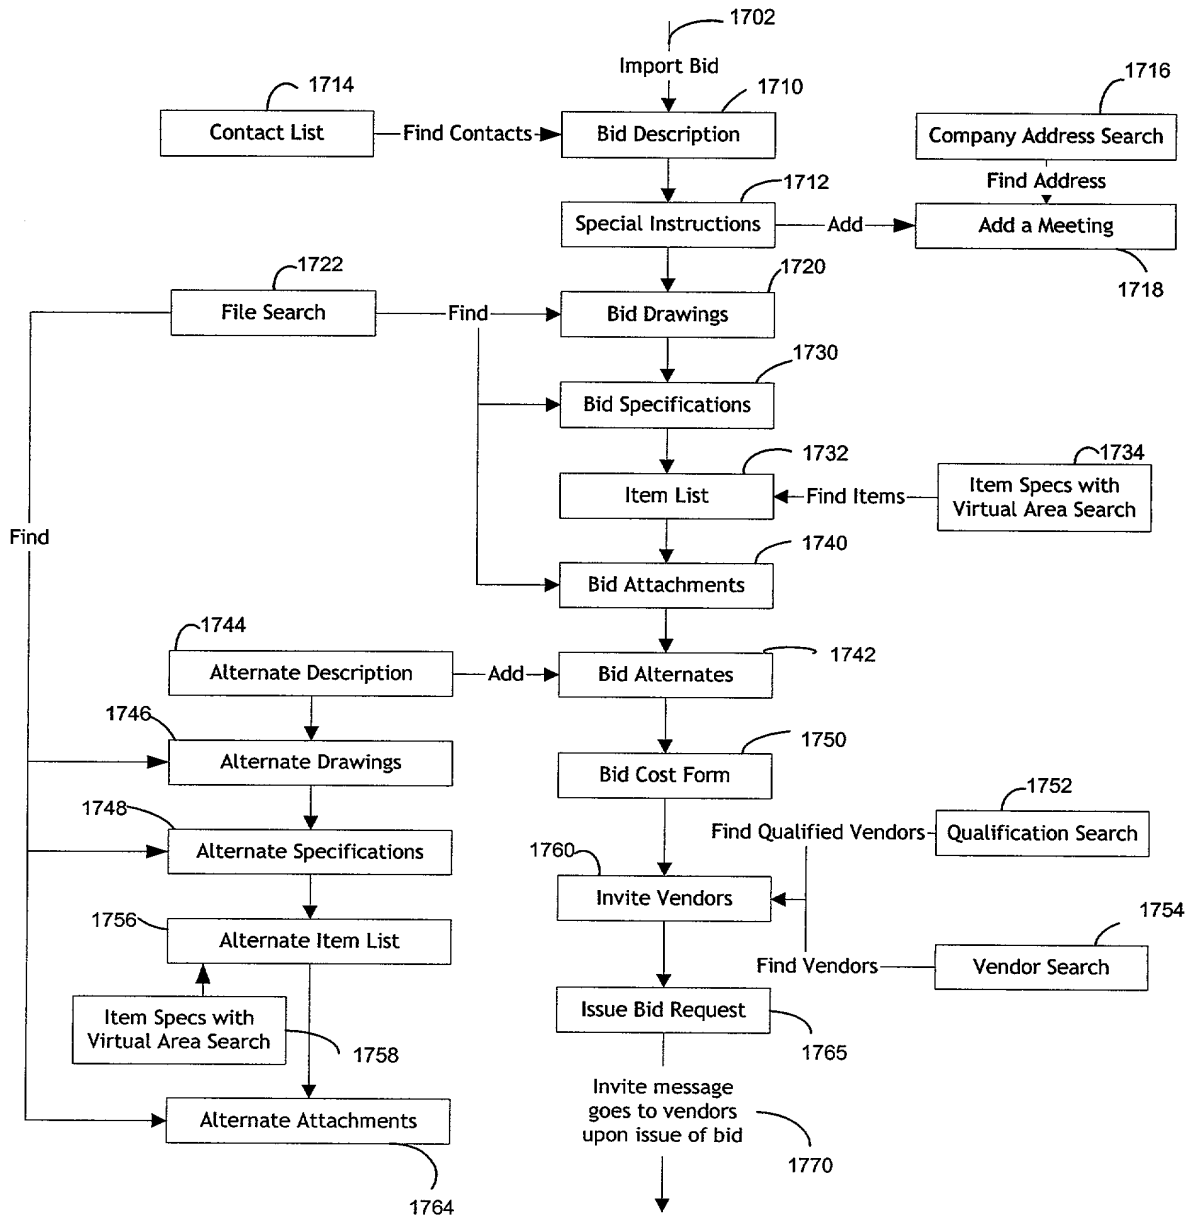 1702
Import Bid
1714
1710
1716
Contact List
Find Contacts
Bid Description
Company Address Search
Find Address
1712
Special Instructions
Add
Add a Meeting
1718
1722
1720
File Search
Find
Bid Drawings
1730
Bid Specifications
1732
1734
Item List
Find Items
Item Specs with
Virtual Area Search
Find
1740
Bid Attachments
1744
1742
Alternate Description
Add
Bid Alternates
1746
1750
Alternate Drawings
Bid Cost Form
1752
1748
Find Qualified Vendors
Qualification Search
Alternate Specifications
1760
Invite Vendors
1756
1754
Alternate Item List
Find Vendors
Vendor Search
Item Specs with
Virtual Area Search
1758
Issue Bid Request
1765
Invite message
goes to vendors
upon issue of bid
1770
Alternate Attachments
1764